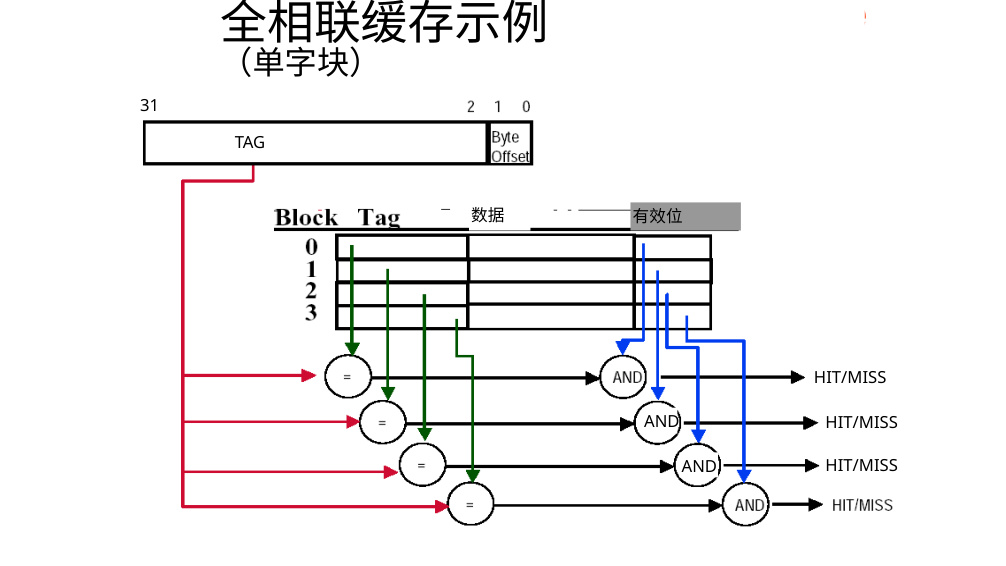 全相联缓存示例
（单字块）
31 2 1 0
TAG Byte
Offset
Block Tag 数据 有效位
0
1
2
3
= AND HIT/MISS
= AND HIT/MISS
= AND HIT/MISS
= AND HIT/MISS